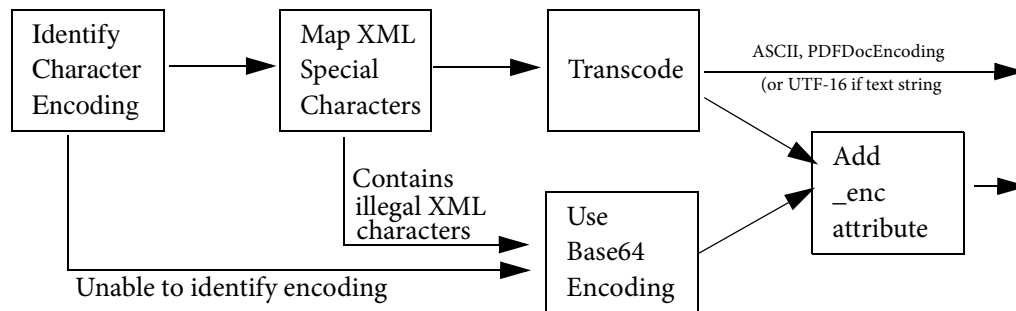 Identify
Character
Encoding
Map XML
Special
Characters
Transcode
ASCII, PDFDocEncoding
(or UTF-16 if text string
Add
_enc
attribute
Contains
illegal XML
characters
Use
Base64
Encoding
Unable to identify encoding